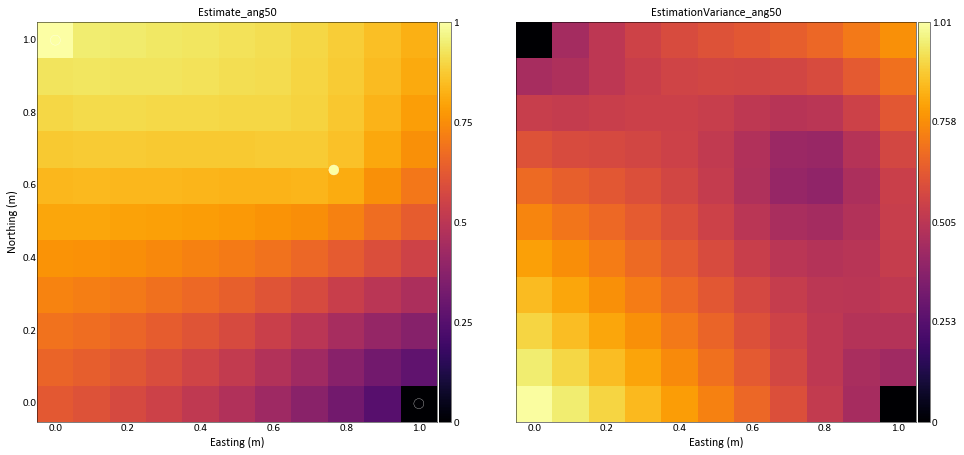 Estimate_ang50
EstimationVariance_ang50
1.0
0.8
0.6
0.4
0.2
0.0
Northing (m)
0.0 0.2 0.4 0.6 0.8 1.0
Easting (m)
1
0.75
0.5
0.25
0
0.0 0.2 0.4 0.6 0.8 1.0
Easting (m)
1.01
0.758
0.505
0.253
0